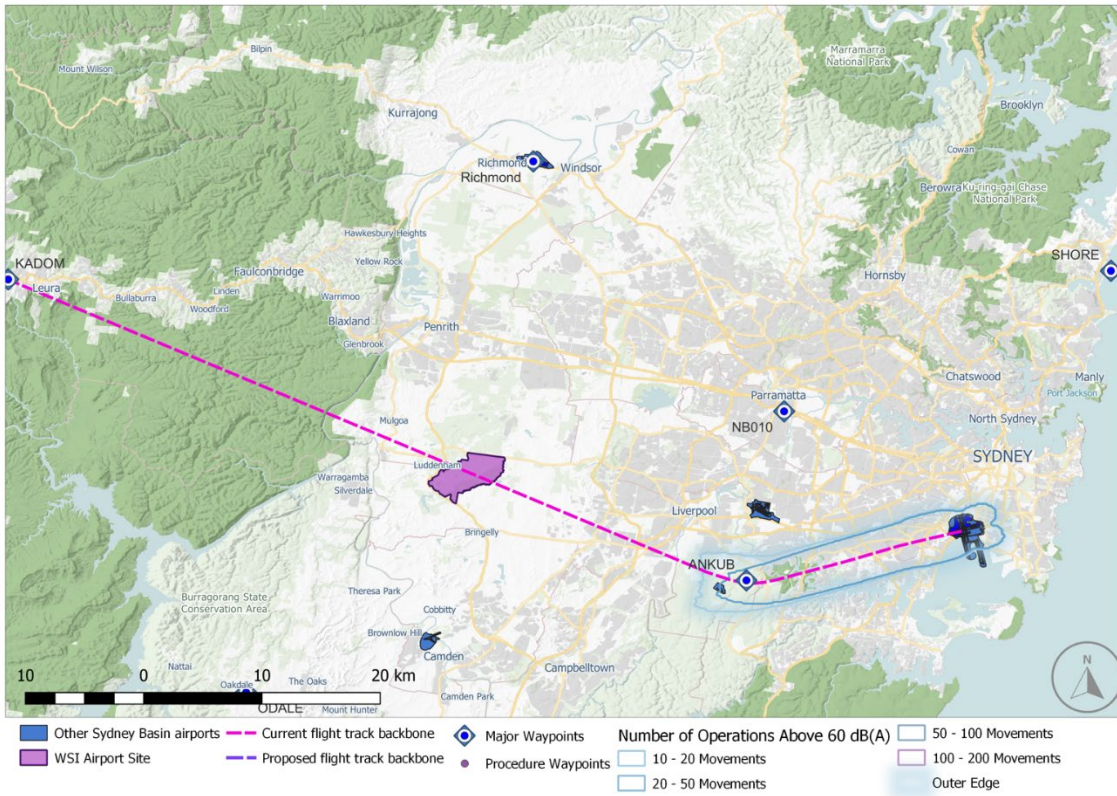 Bilpin
Mount Wilson
Marramarra
National Park
Kurrajong
Brooklyn
Cowan
Richmond
Windsor
Richmond
Berowra
Ku-ring-gai Chase
National Park
Hawkesbury Heights
KADOM
Yellow Rock
SHORE
Leura
Faulconbridge
Hornsby
Linden
Bullaburra
Warrimoo
Woodford
Blaxland
Penrith
Glenbrook
Chatswood
Manly
Parramatta
Port Jackson
Mulgoa
NB010
North Sydney
SYDNEY
Luddenham
Warragamba
Silverdale
Liverpool
Bringelly
ANKUB
Theresa Park
Burragorang State
Conservation Area
Cobbitty
Brownlow Hill
Camden
Nattai
Campbelltown
10 0 10 20 km
Oakdale
The Oaks
Camden Park
ODALE
Mount Hunter
N
Other Sydney Basin airports
Current flight track backbone
Major Waypoints
Number of Operations Above 60 dB(A)
50 - 100 Movements
WSI Airport Site
Proposed flight track backbone
Procedure Waypoints
10 - 20 Movements
100 - 200 Movements
20 - 50 Movements
Outer Edge